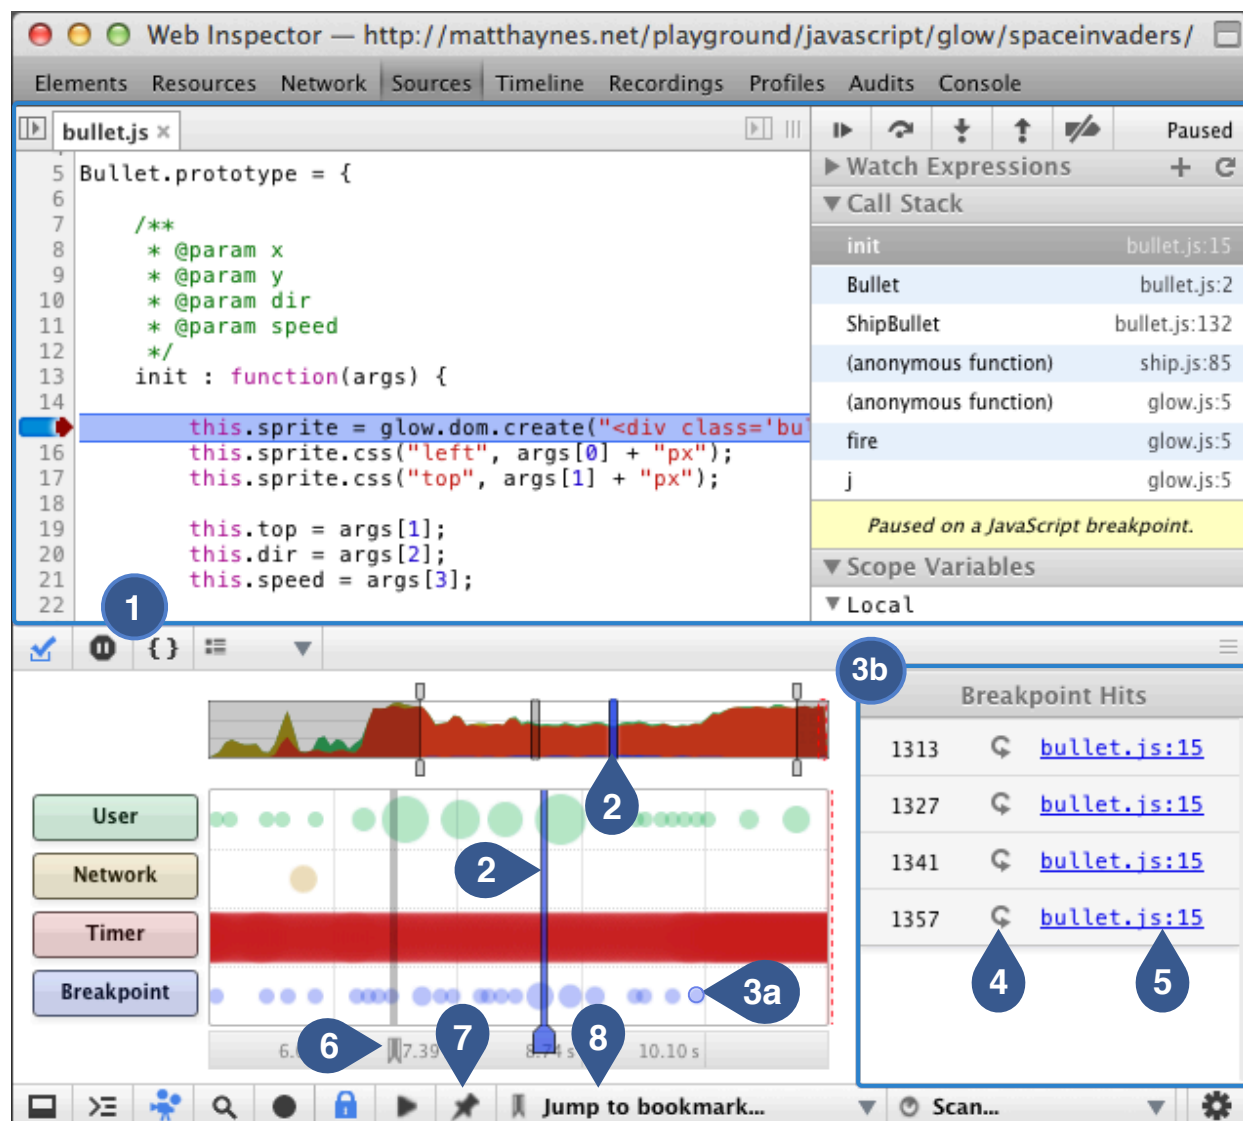 Web Inspector — http://matthaynes.net/playground/javascript/glow/spaceinvaders/
Elements Resources Network Sources Timeline Recordings Profiles Audits Console
bullet.js ×
Paused
5 Bullet.prototype = {
6
7 /**
8 * @param x
9 * @param y
10 * @param dir
11 * @param speed
12 */
13 init : function(args) {
14
this.sprite = glow.dom.create("<div class='bul
16 this.sprite.css("left", args[0] + "px");
17 this.sprite.css("top", args[1] + "px");
18
19 this.top = args[1];
20 this.dir = args[2];
21 this.speed = args[3];
22
Watch Expressions
Call Stack
init bullet.js:15
Bullet bullet.js:2
ShipBullet bullet.js:132
(anonymous function) ship.js:85
(anonymous function) glow.js:5
fire glow.js:5
j glow.js:5
Paused on a JavaScript breakpoint.
Scope Variables
Local
1
{ }
2
User
Network
2
Timer
Breakpoint
3a
6
7
8
7.39
8.74 s
10.10 s
3b
Breakpoint Hits
1313 bullet.js:15
1327 bullet.js:15
1341 bullet.js:15
1357 bullet.js:15
4
5
Jump to bookmark...
Scan...